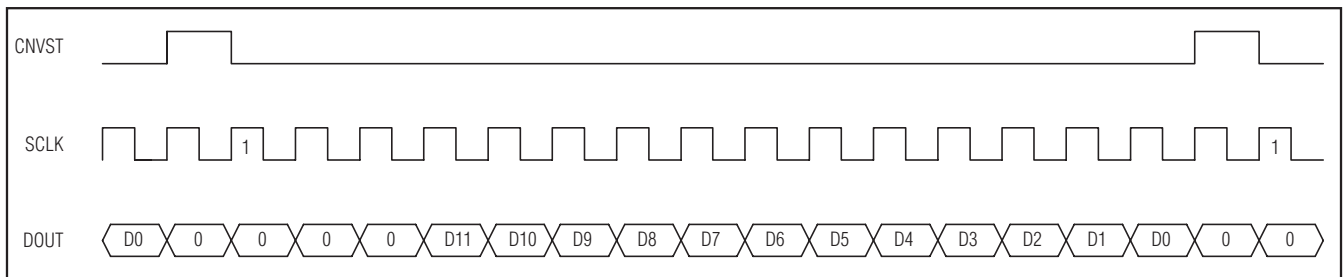 CNVST
SCLK 1 1
DOUT D0 0 0 0 0 D11 D10 D9 D8 D7 D6 D5 D4 D3 D2 D1 D0 0 0